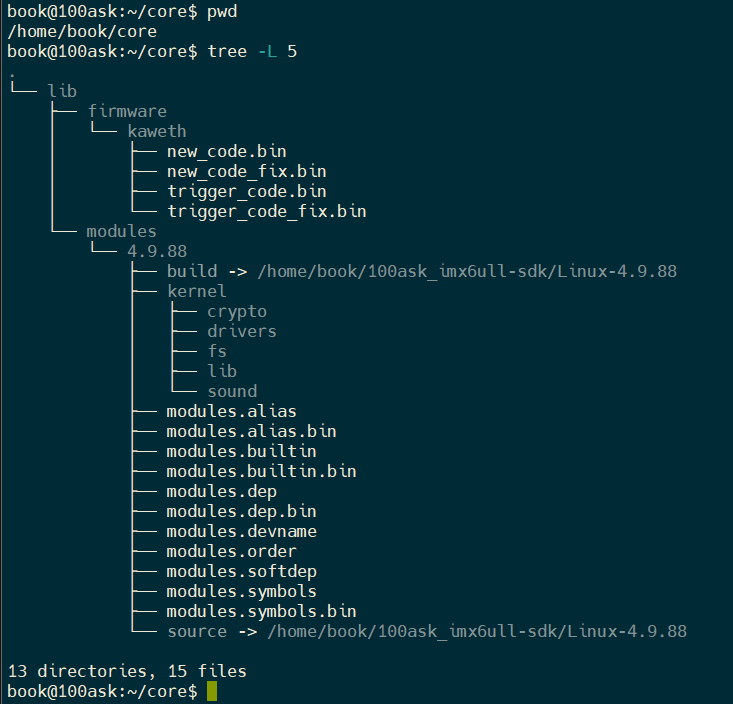 book@100ask:~/core$ pwd
/home/book/core
book@100ask:~/core$ tree -L 5
.
└── lib
    ├── firmware
    │   └── kaweth
    │       ├── new_code.bin
    │       ├── new_code_fix.bin
    │       ├── trigger_code.bin
    │       └── trigger_code_fix.bin
    └── modules
        └── 4.9.88
            ├── build -> /home/book/100ask_imx6ull-sdk/Linux-4.9.88
            ├── kernel
            │   ├── crypto
            │   ├── drivers
            │   ├── fs
            │   ├── lib
            │   └── sound
            ├── modules.alias
            ├── modules.alias.bin
            ├── modules.builtin
            ├── modules.builtin.bin
            ├── modules.dep
            ├── modules.dep.bin
            ├── modules.devname
            ├── modules.order
            ├── modules.softdep
            ├── modules.symbols
            ├── modules.symbols.bin
            └── source -> /home/book/100ask_imx6ull-sdk/Linux-4.9.88

13 directories, 15 files
book@100ask:~/core$